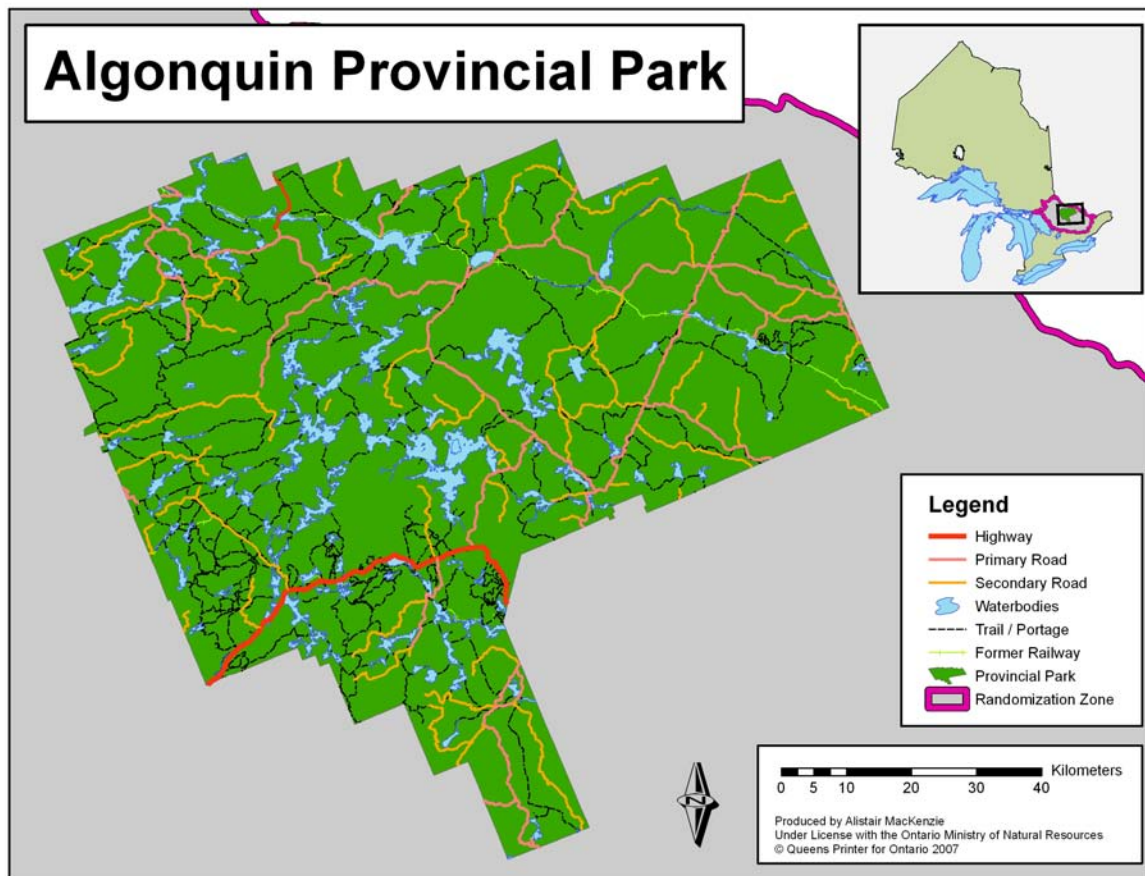 Algonquin Provincial Park
Legend
Highway
Primary Road
Secondary Road
Waterbodies
Trail / Portage
Former Railway
Provincial Park
Randomization Zone
N
Kilometers
0 5 10 20 30 40
Produced by Alistair MacKenzie
Under License with the Ontario Ministry of Natural Resources
© Queens Printer for Ontario 2007